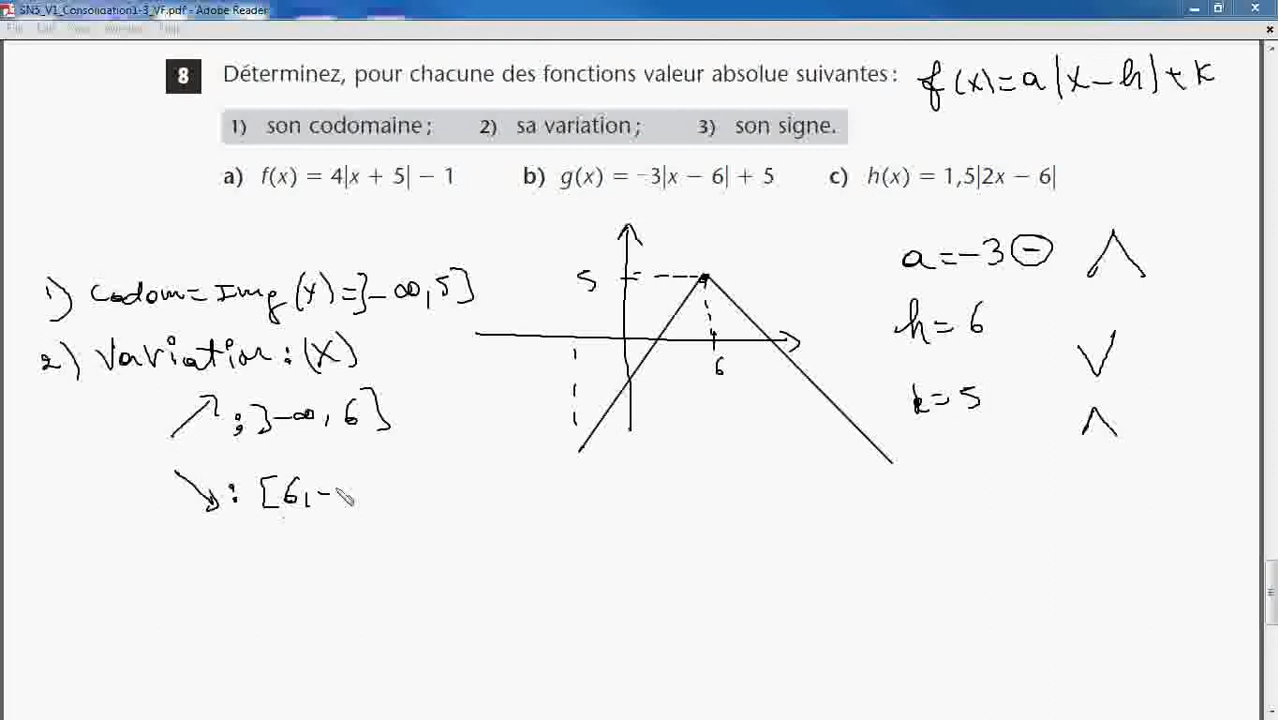 SN5_V1_Consolidation1-3_VF.pdf - Adobe Reader
8 Déterminez, pour chacune des fonctions valeur absolue suivantes : f(x)=a|x-h|+k
1) son codomaine ; 2) sa variation ; 3) son signe.
a) f(x) = 4|x + 5| − 1 b) g(x) = −3|x − 6| + 5 c) h(x) = 1,5|2x − 6|
a=-3 ⊖
5
1) Codom=Img(Y)=]-∞,5]
h=6
2) Variation:(X)
6
k=5
↗ : ]-∞, 6]
↘ : [6,-